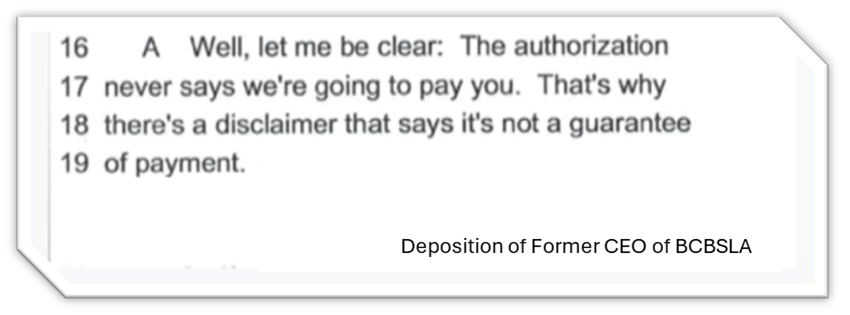 16 A Well, let me be clear: The authorization
17 never says we're going to pay you. That's why
18 there's a disclaimer that says it's not a guarantee
19 of payment.
Deposition of Former CEO of BCBSLA